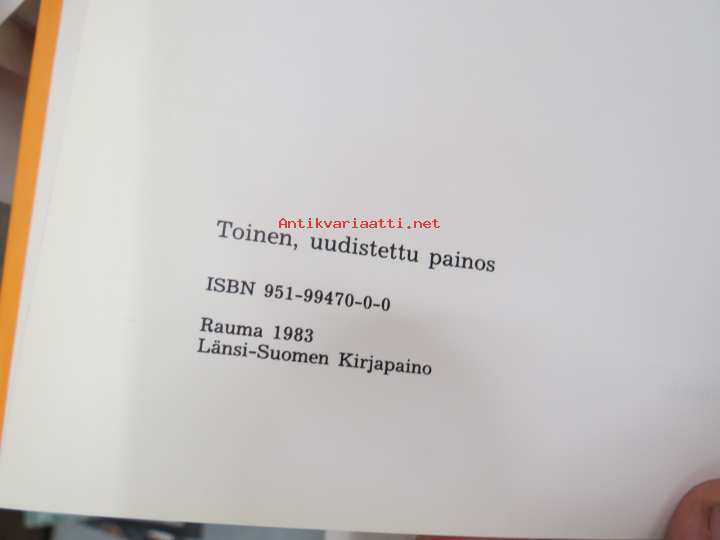 Antikvariaatti.net
Toinen, uudistettu painos
ISBN 951-99470-0-0
Rauma 1983
Länsi-Suomen Kirjapaino